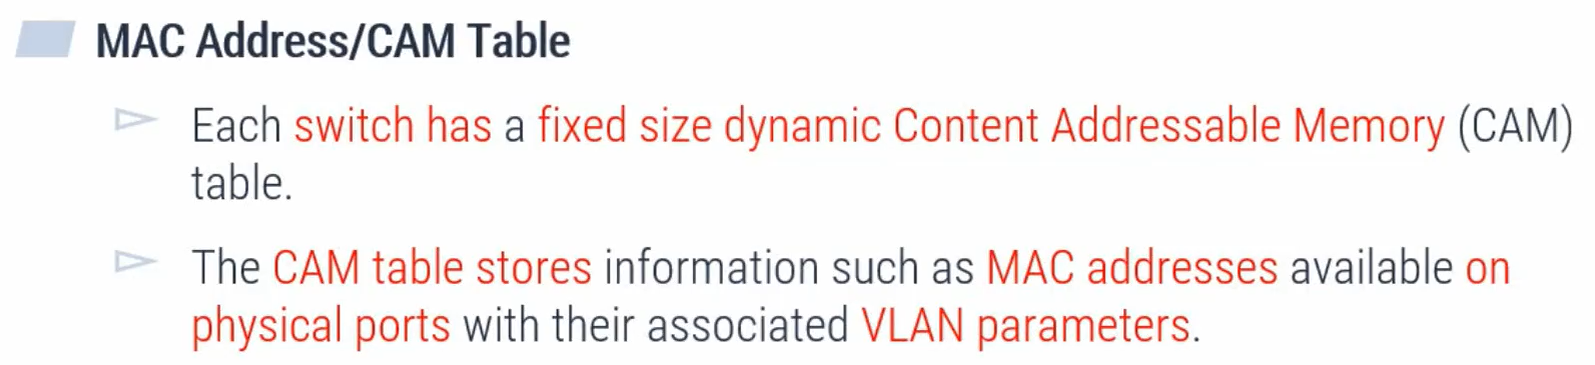 MAC Address/CAM Table
Each switch has a fixed size dynamic Content Addressable Memory (CAM)
table.
The CAM table stores information such as MAC addresses available on
physical ports with their associated VLAN parameters.